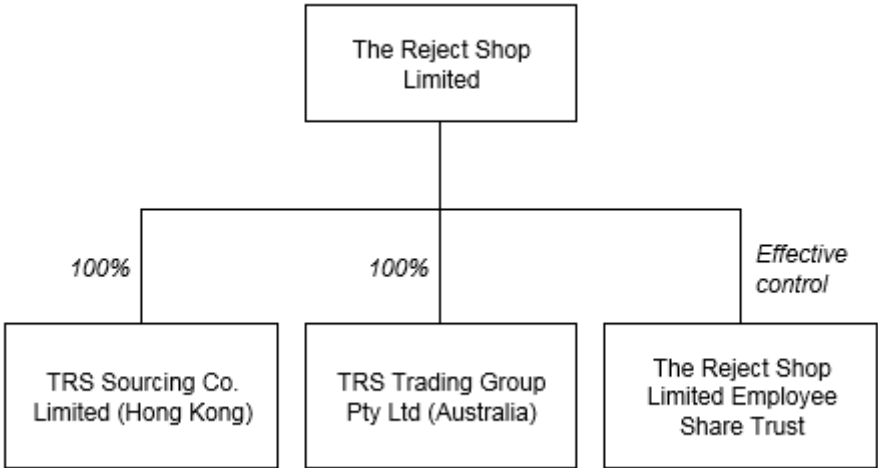 The Reject Shop
Limited
100%
100%
Effective
control
TRS Sourcing Co.
Limited (Hong Kong)
TRS Trading Group
Pty Ltd (Australia)
The Reject Shop
Limited Employee
Share Trust